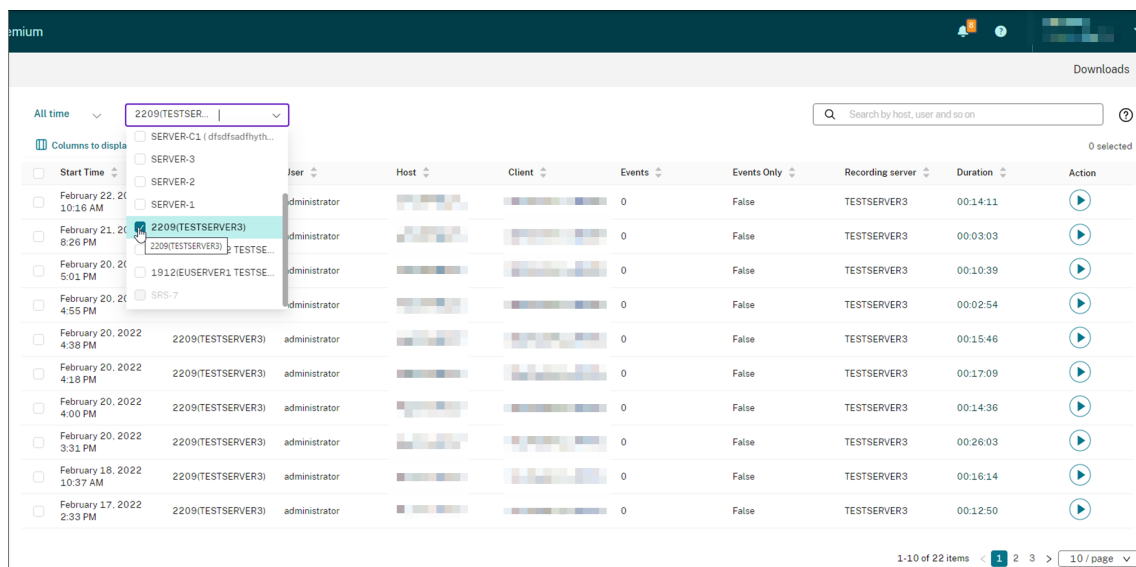 emium
8
?
Downloads
All time
2209(TESTSER...
Search by host, user and so on
?
Columns to displa
0 selected
SERVER-C1 ( dfsdfsadfhyth...
SERVER-3
SERVER-2
SERVER-1
2209(TESTSERVER3)
2209(TESTSERVER3)
2 TESTSE...
1912(EUSERVER1 TESTSE...
SRS-7
Start Time User Host Client Events Events Only Recording server Duration Action
February 22, 20
10:16 AM
dministrator 0 False TESTSERVER3 00:14:11
February 21, 20
8:26 PM
dministrator 0 False TESTSERVER3 00:03:03
February 20, 20
5:01 PM
dministrator 0 False TESTSERVER3 00:10:39
February 20, 20
4:55 PM
dministrator 0 False TESTSERVER3 00:02:54
February 20, 2022
4:38 PM
2209(TESTSERVER3) administrator 0 False TESTSERVER3 00:15:46
February 20, 2022
4:18 PM
2209(TESTSERVER3) administrator 0 False TESTSERVER3 00:17:09
February 20, 2022
4:00 PM
2209(TESTSERVER3) administrator 0 False TESTSERVER3 00:14:36
February 20, 2022
3:31 PM
2209(TESTSERVER3) administrator 0 False TESTSERVER3 00:26:03
February 18, 2022
10:37 AM
2209(TESTSERVER3) administrator 0 False TESTSERVER3 00:16:14
February 17, 2022
2:33 PM
2209(TESTSERVER3) administrator 0 False TESTSERVER3 00:12:50
1-10 of 22 items < 1 2 3 > 10 / page